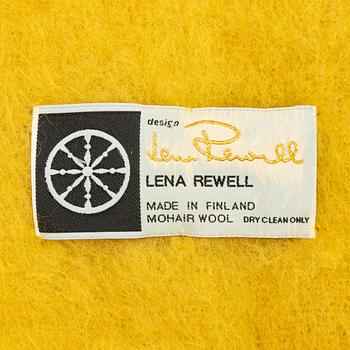 design
Lena Rewell
LENA REWELL
MADE IN FINLAND
MOHAIR WOOL DRY CLEAN ONLY